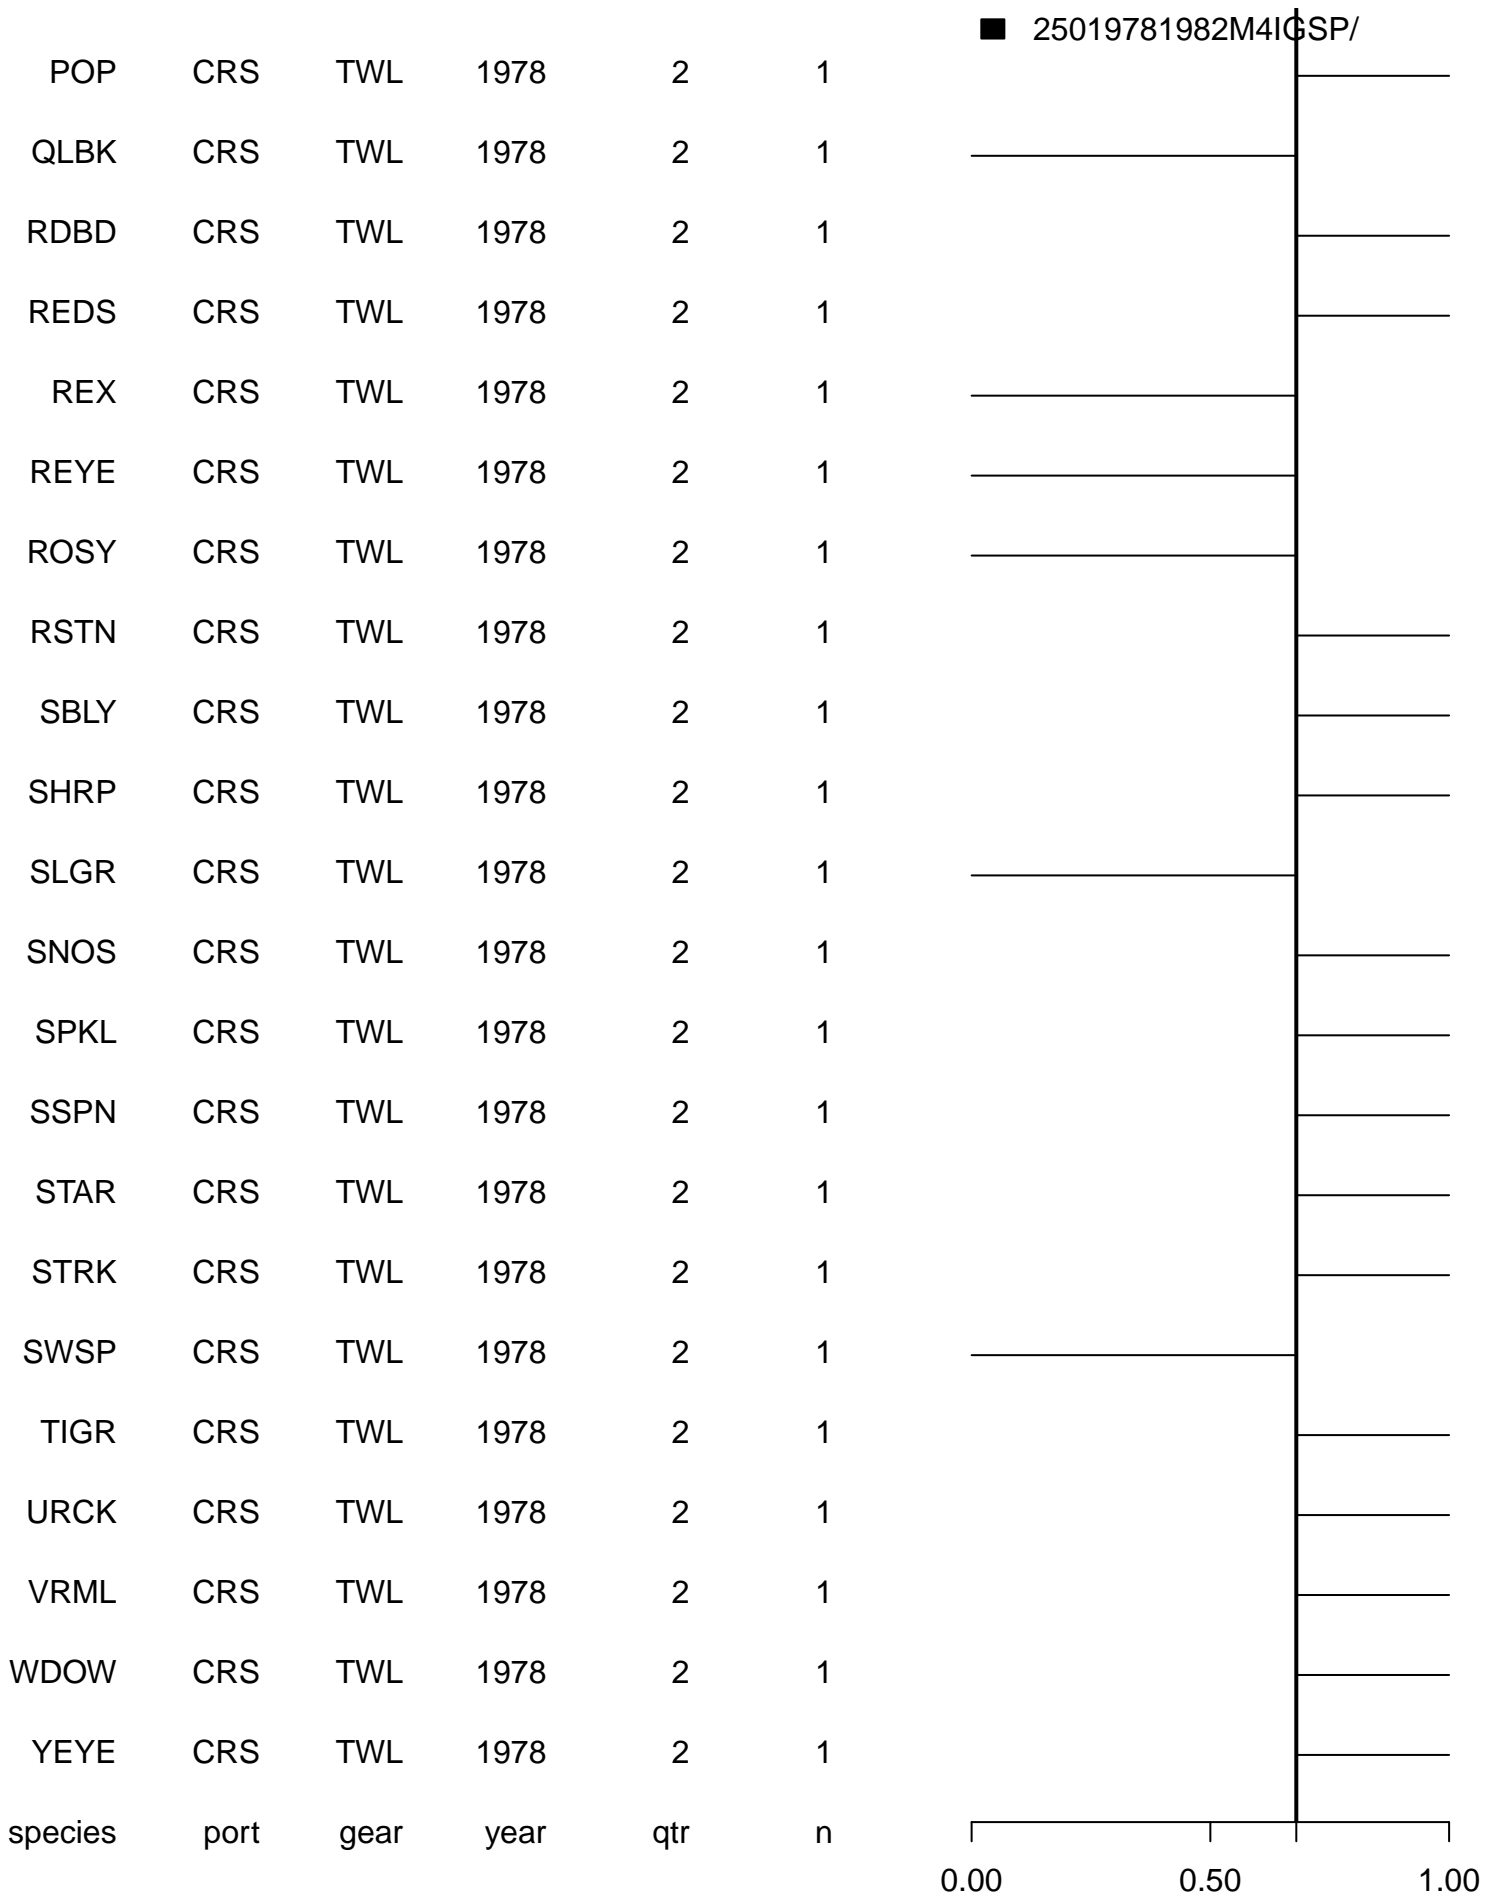 25019781982M4IGSP/
POP CRS TWL 1978 2 1
QLBK CRS TWL 1978 2 1
RDBD CRS TWL 1978 2 1
REDS CRS TWL 1978 2 1
REX CRS TWL 1978 2 1
REYE CRS TWL 1978 2 1
ROSY CRS TWL 1978 2 1
RSTN CRS TWL 1978 2 1
SBLY CRS TWL 1978 2 1
SHRP CRS TWL 1978 2 1
SLGR CRS TWL 1978 2 1
SNOS CRS TWL 1978 2 1
SPKL CRS TWL 1978 2 1
SSPN CRS TWL 1978 2 1
STAR CRS TWL 1978 2 1
STRK CRS TWL 1978 2 1
SWSP CRS TWL 1978 2 1
TIGR CRS TWL 1978 2 1
URCK CRS TWL 1978 2 1
VRML CRS TWL 1978 2 1
WDOW CRS TWL 1978 2 1
YEYE CRS TWL 1978 2 1
species port gear year qtr n
0.00 0.50 1.00